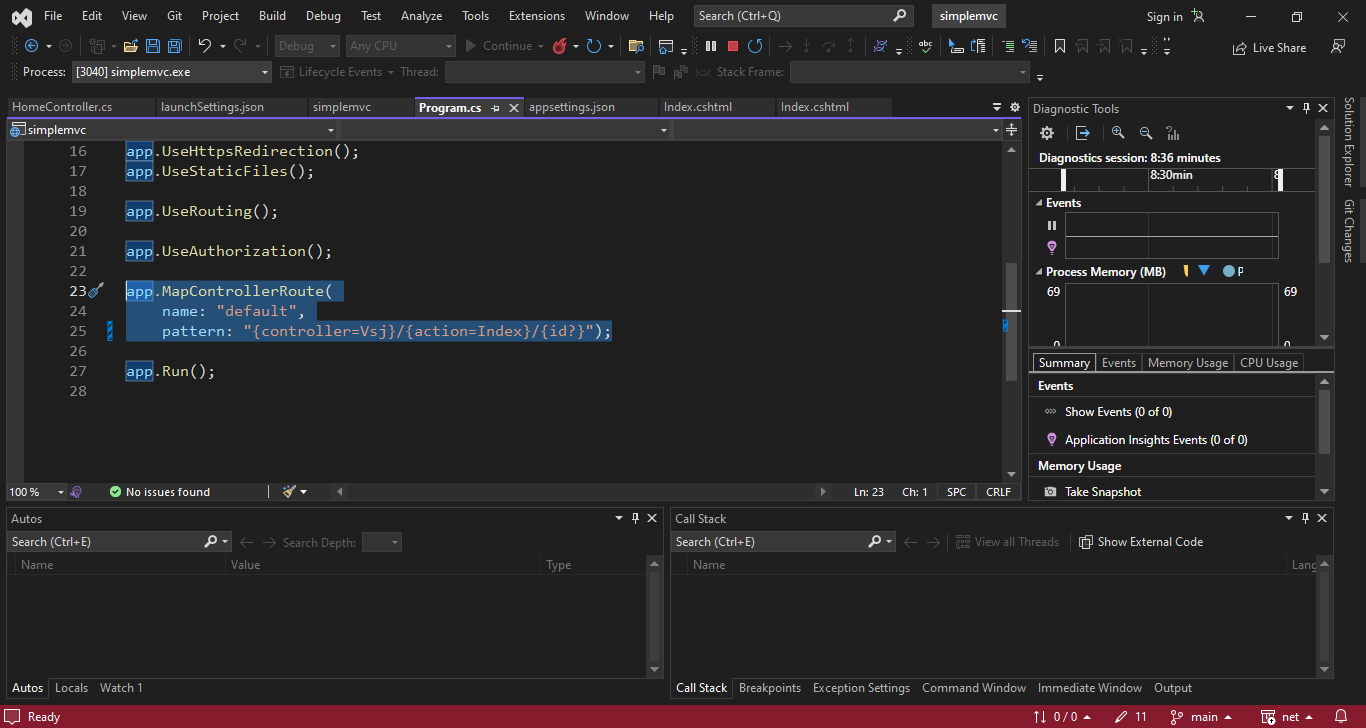 File Edit View Git Project Build Debug Test Analyze Tools Extensions Window Help Search (Ctrl+Q) simplemvc Sign in
Debug Any CPU Continue Live Share
Process: [3040] simplemvc.exe Lifecycle Events Thread: Stack Frame:
HomeController.cs launchSettings.json simplemvc Program.cs appsettings.json Index.cshtml Index.cshtml
simplemvc
16 app.UseHttpsRedirection();
17 app.UseStaticFiles();
18
19 app.UseRouting();
20
21 app.UseAuthorization();
22
23 app.MapControllerRoute(
24 name: "default",
25 pattern: "{controller=Vsj}/{action=Index}/{id?}");
26
27 app.Run();
28
100 % No issues found Ln: 23 Ch: 1 SPC CRLF
Diagnostic Tools
Diagnostics session: 8:36 minutes
8:30min 8
Events
Process Memory (MB) P
69 69
0 0
Summary Events Memory Usage CPU Usage
Events
Show Events (0 of 0)
Application Insights Events (0 of 0)
Memory Usage
Take Snapshot
Solution Explorer
Git Changes
Autos
Search (Ctrl+E) Search Depth:
Name Value Type
Autos Locals Watch 1
Call Stack
Search (Ctrl+E) View all Threads Show External Code
Name Lang
Call Stack Breakpoints Exception Settings Command Window Immediate Window Output
Ready 0 / 0 11 main net